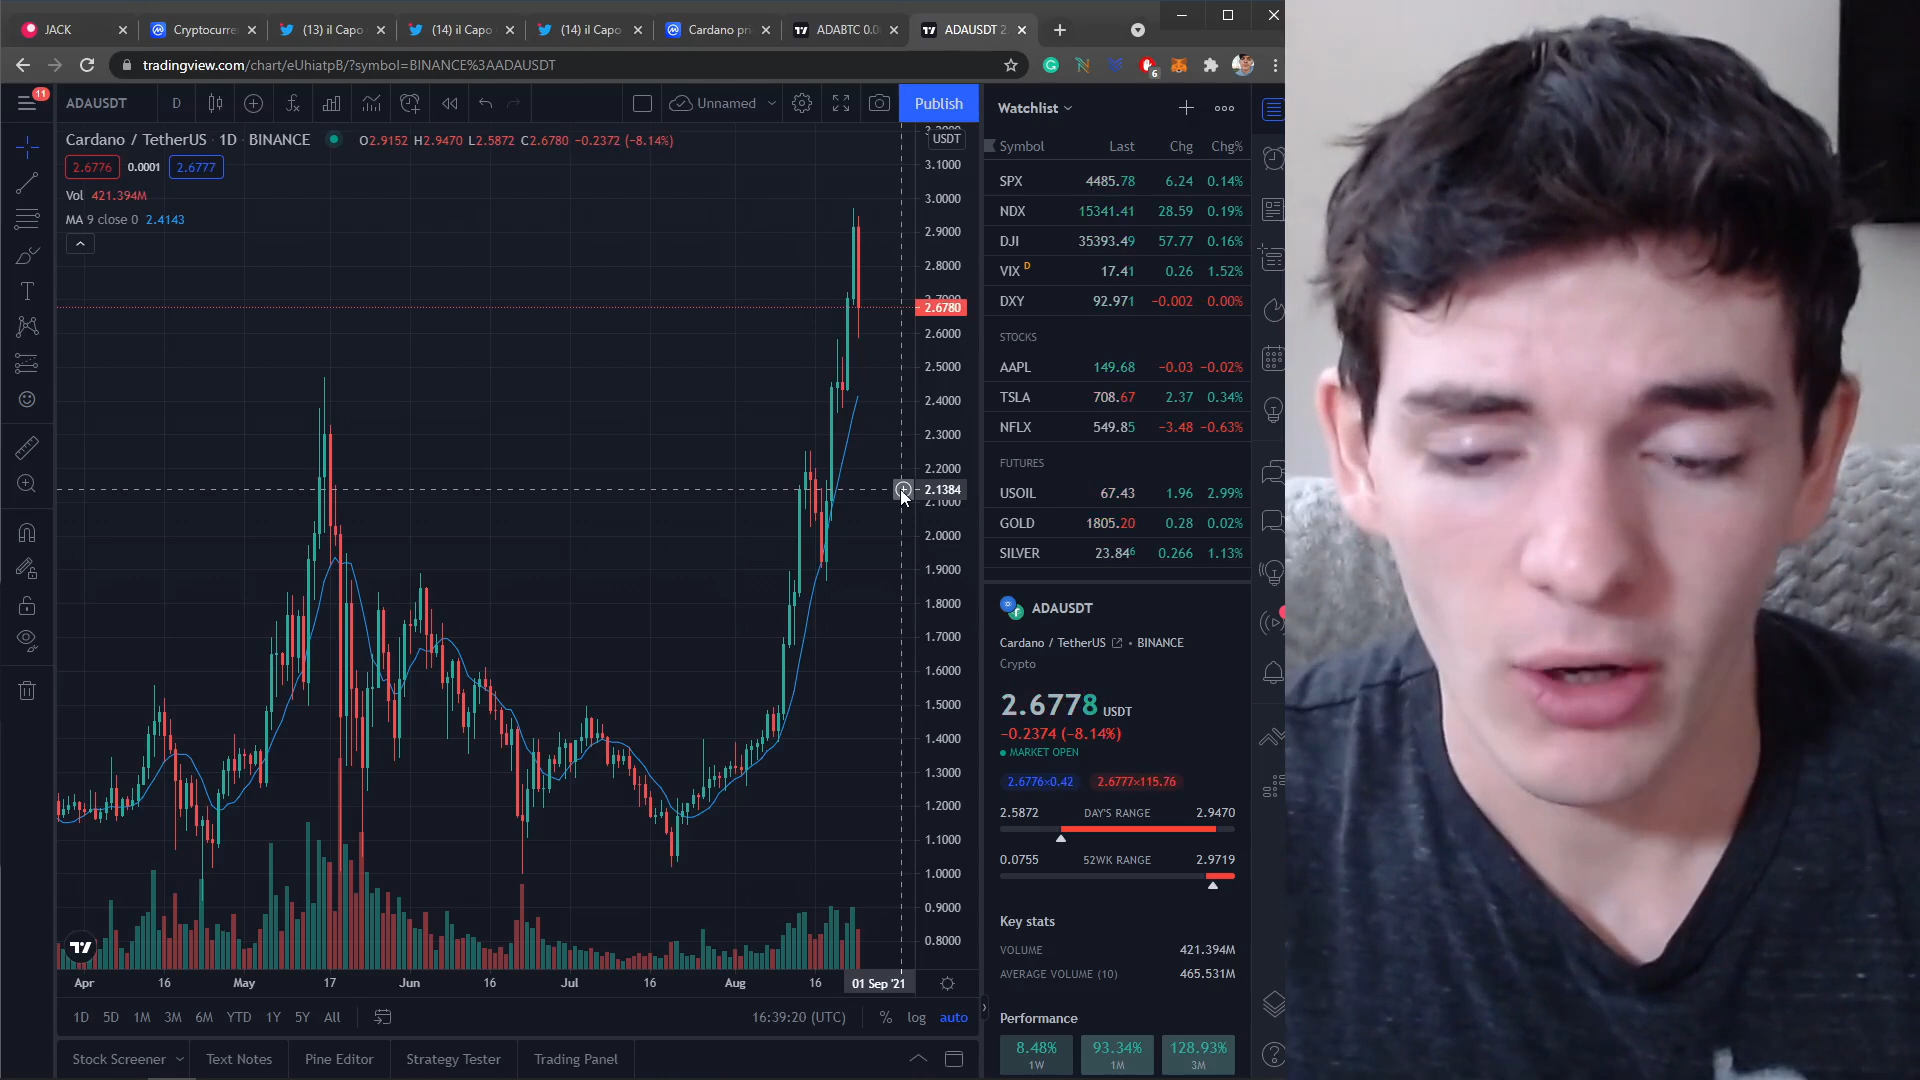 JACK
Cryptocurre
(13) il Capo
(14) il Capo
(14) il Capo
Cardano pri
ADABTC 0.0
ADAUSDT 2.
tradingview.com/chart/eUhiatpB/?symbol=BINANCE%3AADAUSDT
6
11
ADAUSDT
D
Unnamed
Publish
Cardano / TetherUS · 1D · BINANCE
O2.9152 H2.9470 L2.5872 C2.6780 −0.2372 (−8.14%)
2.6776 0.0001 2.6777
Vol 421.394M
MA 9 close 0 2.4143
USDT
3.1000
3.0000
2.9000
2.8000
2.6780
2.6000
2.5000
2.4000
2.3000
2.2000
2.1384
2.1000
2.0000
1.9000
1.8000
1.7000
1.6000
1.5000
1.4000
1.3000
1.2000
1.1000
1.0000
0.9000
0.8000
Apr 16 May 17 Jun 16 Jul 16 Aug 16 01 Sep '21
1D 5D 1M 3M 6M YTD 1Y 5Y All
16:39:20 (UTC) % log auto
Stock Screener Text Notes Pine Editor Strategy Tester Trading Panel
Watchlist
Symbol Last Chg Chg%
SPX 4485.78 6.24 0.14%
NDX 15341.41 28.59 0.19%
DJI 35393.49 57.77 0.16%
VIX D 17.41 0.26 1.52%
DXY 92.971 −0.002 0.00%
STOCKS
AAPL 149.68 −0.03 −0.02%
TSLA 708.67 2.37 0.34%
NFLX 549.85 −3.48 −0.63%
FUTURES
USOIL 67.43 1.96 2.99%
GOLD 1805.20 0.28 0.02%
SILVER 23.846 0.266 1.13%
ADAUSDT
Cardano / TetherUS • BINANCE
Crypto
2.6778 USDT
−0.2374 (−8.14%)
MARKET OPEN
2.6776×0.42 2.6777×115.76
2.5872 DAY'S RANGE 2.9470
0.0755 52WK RANGE 2.9719
Key stats
VOLUME 421.394M
AVERAGE VOLUME (10) 465.531M
Performance
8.48% 93.34% 128.93%
1W 1M 3M